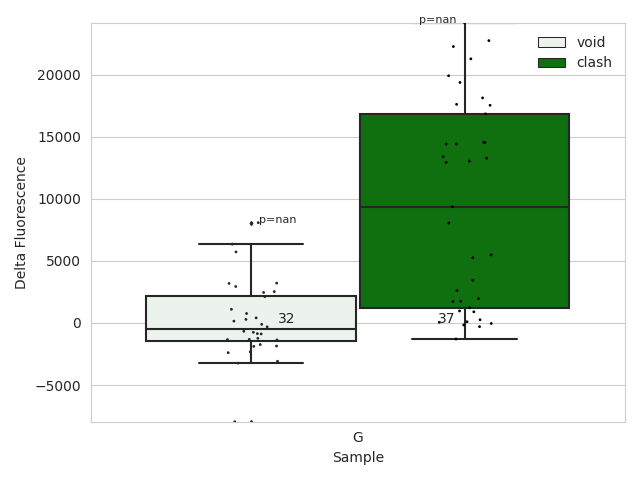 p=nan
void
clash
20000
15000
10000
5000
0
−5000
p=nan
32
37
G
Sample
Delta Fluorescence